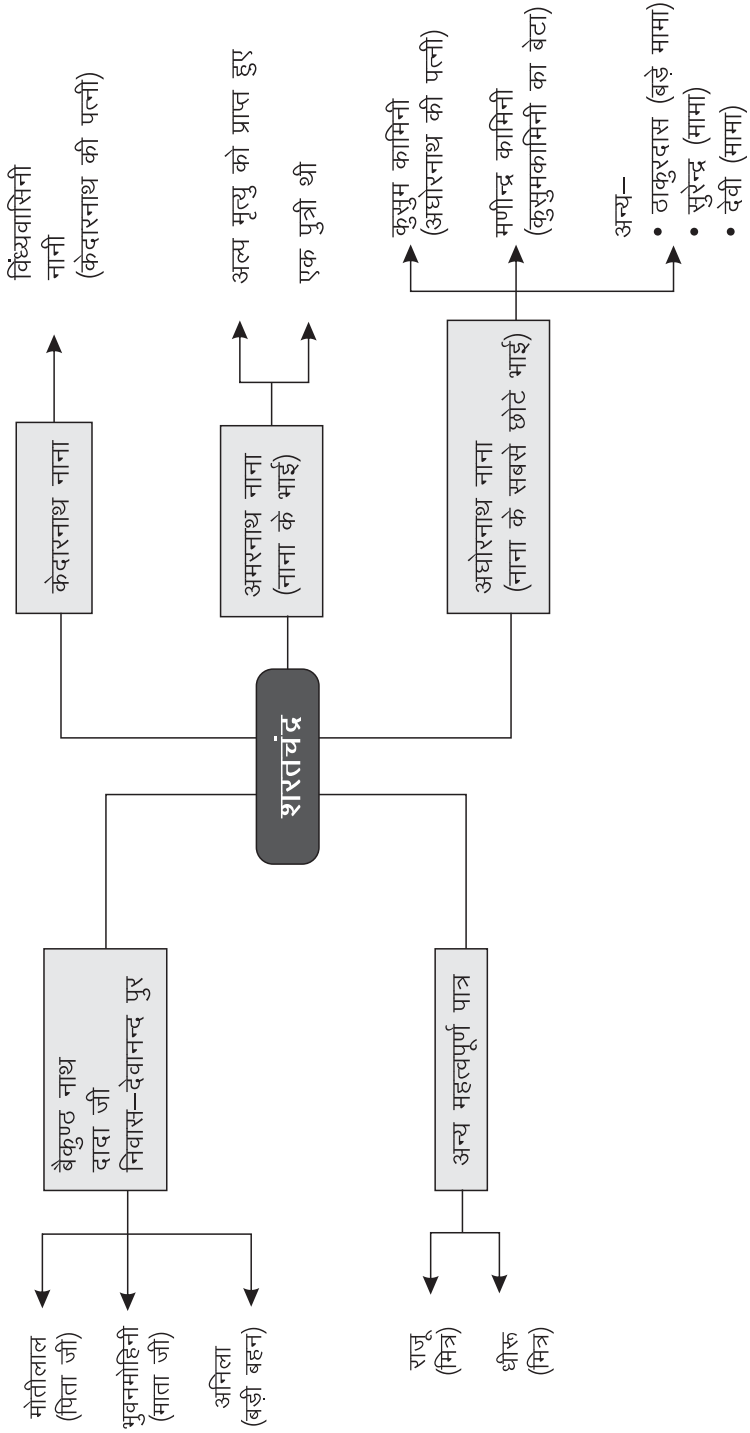 शरतचंद्र
बैकुण्ठ नाथ
दादा जी
निवास–देवानन्द पुर
मोतीलाल
(पिता जी)
भुवनमोहिनी
(माता जी)
अनिला
(बड़ी बहन)
अन्य महत्वपूर्ण पात्र
राजू
(मित्र)
धीरू
(मित्र)
केदारनाथ नाना
विंध्यवासिनी
नानी
(केदारनाथ की पत्नी)
अमरनाथ नाना
(नाना के भाई)
अल्प मृत्यु को प्राप्त हुए
एक पुत्री थी
अघोरनाथ नाना
(नाना के सबसे छोटे भाई)
कुसुम कामिनी
(अघोरनाथ की पत्नी)
मणीन्द्र कामिनी
(कुसुमकामिनी का बेटा)
अन्य–
• ठाकुरदास (बड़े मामा)
• सुरेन्द्र (मामा)
• देवी (मामा)